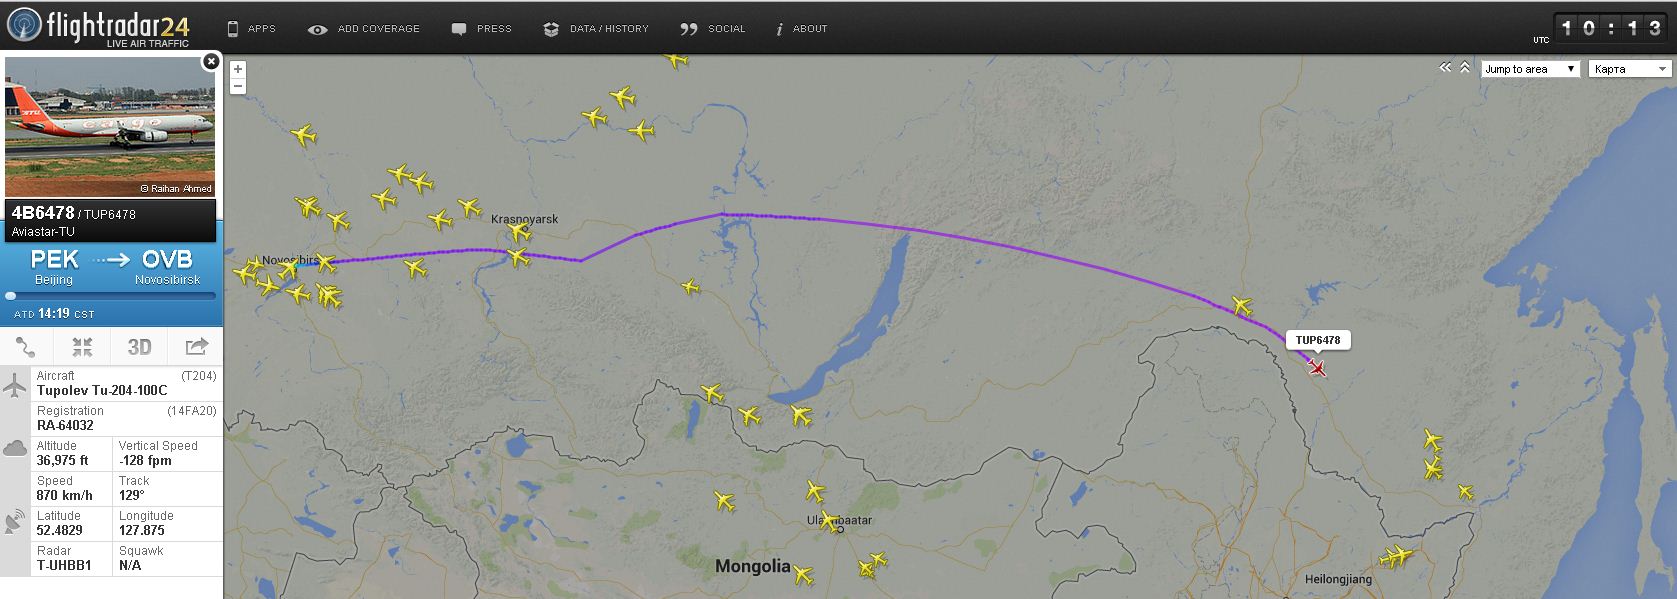 flightradar24
LIVE AIR TRAFFIC
APPS
ADD COVERAGE
PRESS
DATA / HISTORY
SOCIAL
ABOUT
UTC
10:13
© Raihan Ahmed
4B6478 / TUP6478
Aviastar-TU
PEK
OVB
Beijing
Novosibirsk
ATD 14:19 CST
3D
Aircraft (T204)
Tupolev Tu-204-100C
Registration (14FA20)
RA-64032
Altitude Vertical Speed
36,975 ft -128 fpm
Speed Track
870 km/h 129°
Latitude Longitude
52.4829 127.875
Radar Squawk
T-UHBB1 N/A
+
−
Jump to area
Карта
Krasnoyarsk
Novosibirs
TUP6478
Mongolia
Heilongjiang
cargo